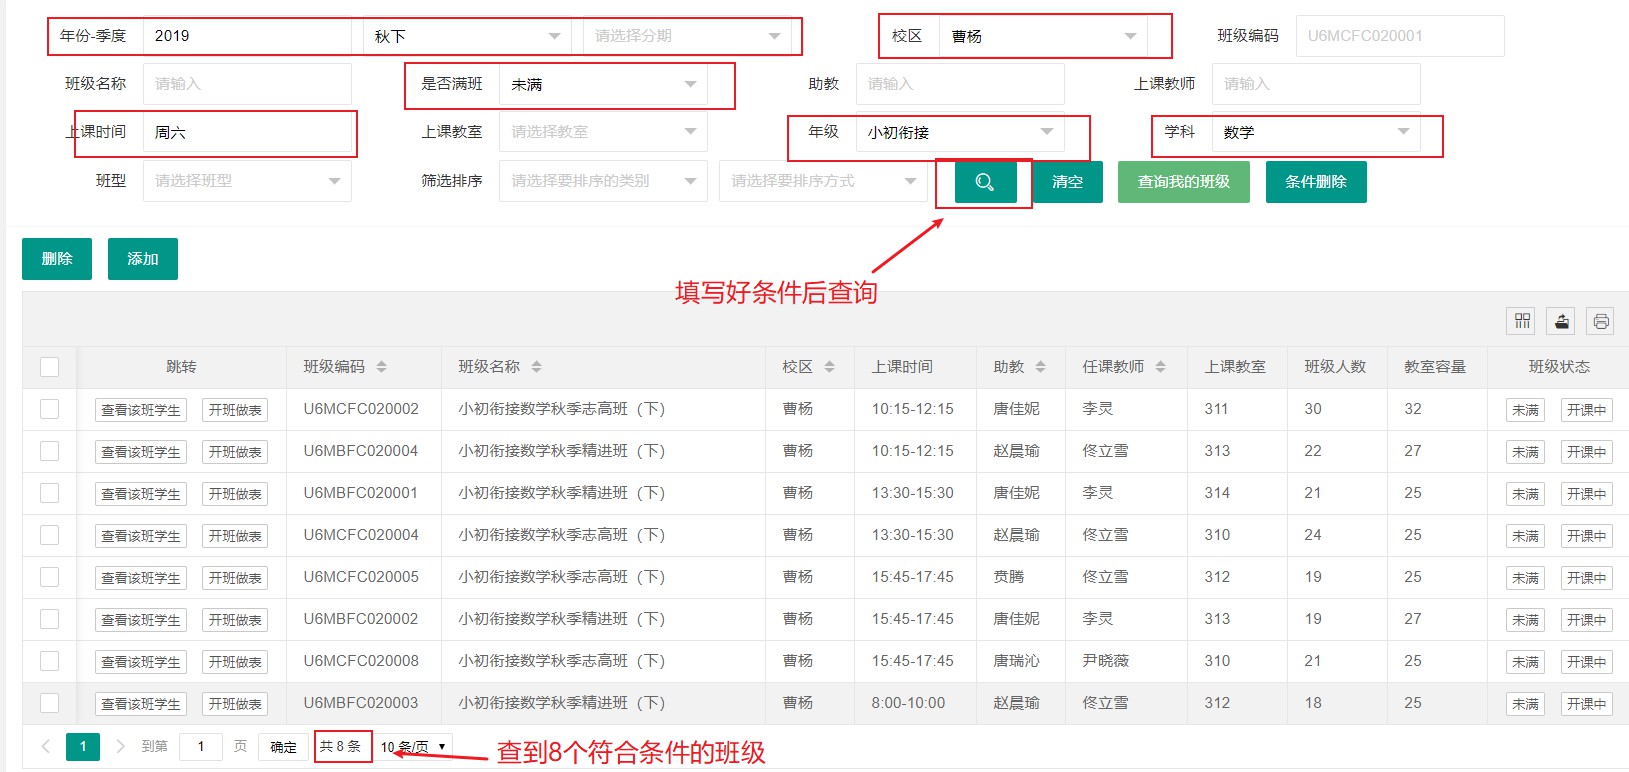 年份-季度 2019 秋下 请选择分期 校区 曹杨 班级编码 U6MCFC020001
班级名称 请输入 是否满班 未满 助教 请输入 上课教师 请输入
上课时间 周六 上课教室 请选择教室 年级 小初衔接 学科 数学
班型 请选择班型 筛选排序 请选择要排序的类别 请选择要排序方式 清空 查询我的班级 条件删除
删除 添加
填写好条件后查询
跳转 班级编码 班级名称 校区 上课时间 助教 任课教师 上课教室 班级人数 教室容量 班级状态
查看该班学生 开班做表 U6MCFC020002 小初衔接数学秋季志高班（下） 曹杨 10:15-12:15 唐佳妮 李灵 311 30 32 未满 开课中
查看该班学生 开班做表 U6MBFC020004 小初衔接数学秋季精进班（下） 曹杨 10:15-12:15 赵晨瑜 佟立雪 313 22 27 未满 开课中
查看该班学生 开班做表 U6MBFC020001 小初衔接数学秋季精进班（下） 曹杨 13:30-15:30 唐佳妮 李灵 314 21 25 未满 开课中
查看该班学生 开班做表 U6MCFC020004 小初衔接数学秋季志高班（下） 曹杨 13:30-15:30 赵晨瑜 佟立雪 310 24 25 未满 开课中
查看该班学生 开班做表 U6MCFC020005 小初衔接数学秋季志高班（下） 曹杨 15:45-17:45 贲腾 佟立雪 312 19 25 未满 开课中
查看该班学生 开班做表 U6MBFC020002 小初衔接数学秋季精进班（下） 曹杨 15:45-17:45 唐佳妮 李灵 313 19 27 未满 开课中
查看该班学生 开班做表 U6MCFC020008 小初衔接数学秋季志高班（下） 曹杨 15:45-17:45 唐瑞沁 尹晓薇 310 21 25 未满 开课中
查看该班学生 开班做表 U6MBFC020003 小初衔接数学秋季精进班（下） 曹杨 8:00-10:00 赵晨瑜 佟立雪 312 18 25 未满 开课中
1 到第 1 页 确定 共 8 条 10 条/页 查到8个符合条件的班级